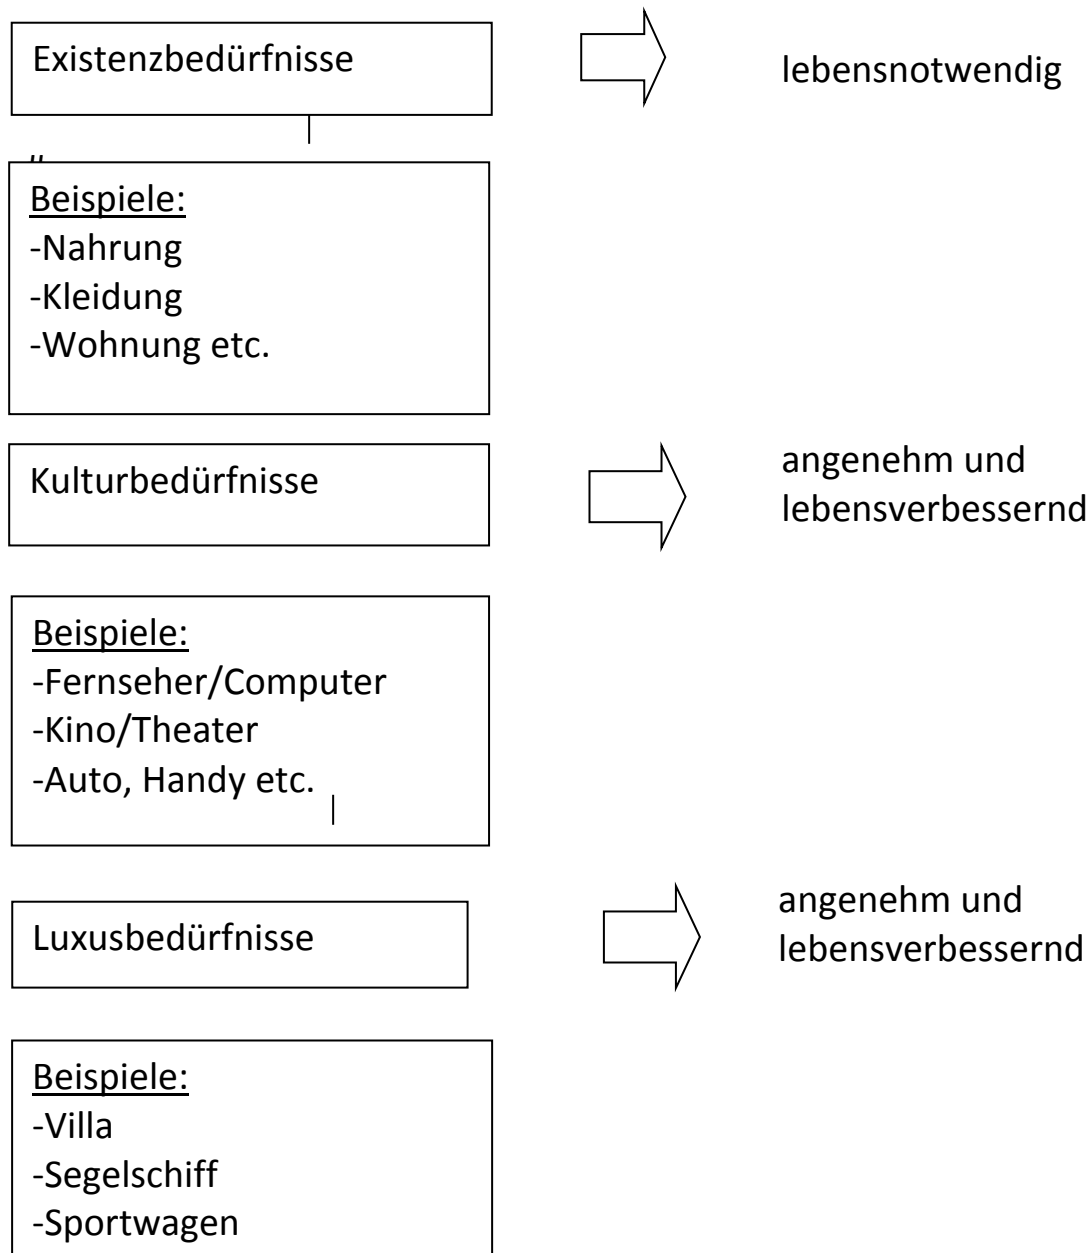 Existenzbedürfnisse
lebensnotwendig
Beispiele:
-Nahrung
-Kleidung
-Wohnung etc.
Kulturbedürfnisse
angenehm und
lebensverbessernd
Beispiele:
-Fernseher/Computer
-Kino/Theater
-Auto, Handy etc.
Luxusbedürfnisse
angenehm und
lebensverbessernd
Beispiele:
-Villa
-Segelschiff
-Sportwagen